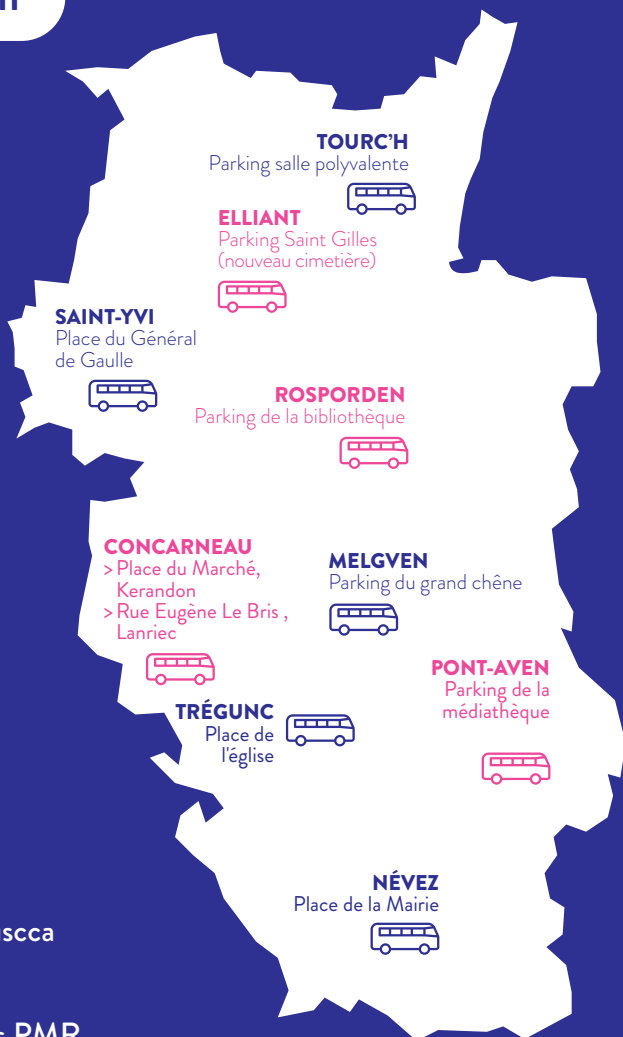 TOURC'H
Parking salle polyvalente
ELLIANT
Parking Saint Gilles
(nouveau cimetière)
SAINT-YVI
Place du Général
de Gaulle
ROSPORDEN
Parking de la bibliothèque
CONCARNEAU
> Place du Marché,
Kerandon
> Rue Eugène Le Bris ,
Lanriec
MELGVEN
Parking du grand chêne
PONT-AVEN
Parking de la
médiathèque
TRÉGUNC
Place de
l'église
NÉVEZ
Place de la Mairie
scca
PMR